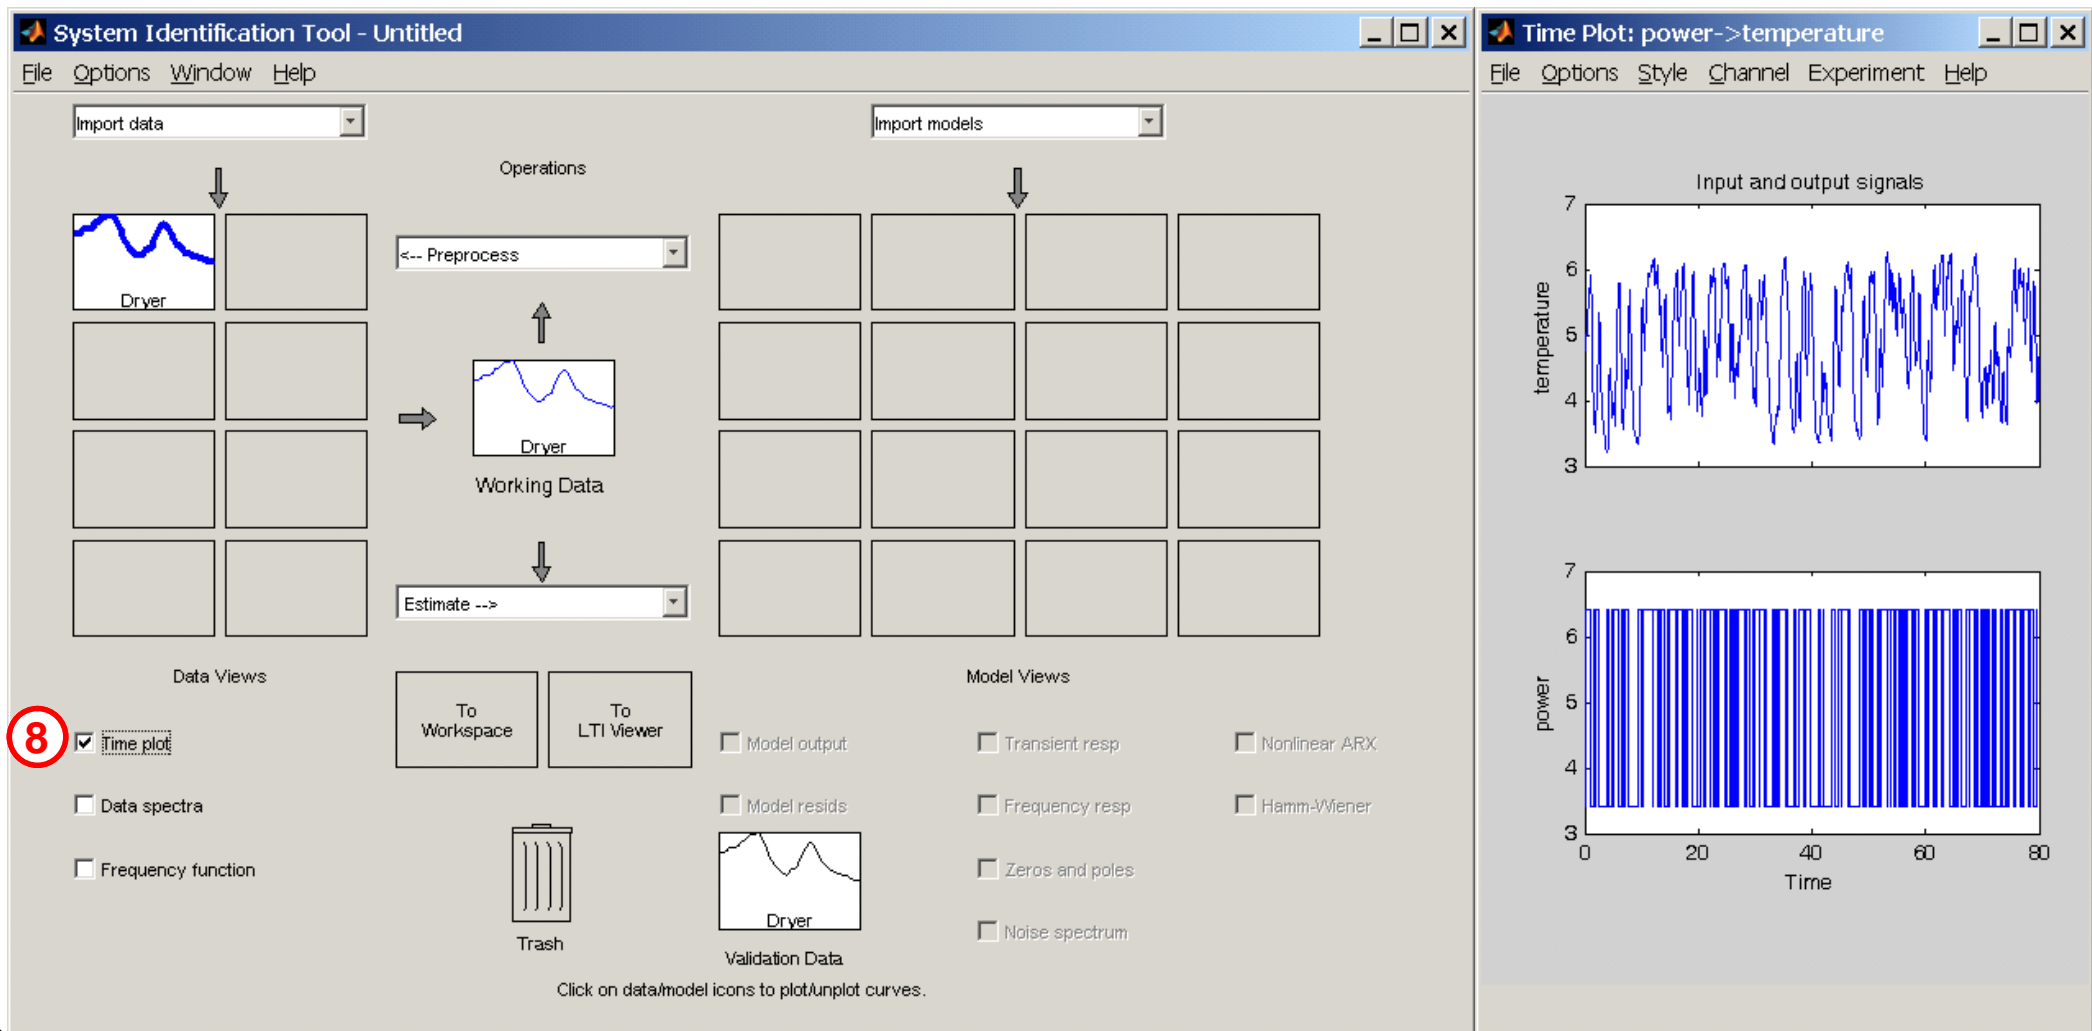 System Identification Tool - Untitled
File Options Window Help
Import data
Import models
Operations
Dryer
<-- Preprocess
Dryer
Working Data
Estimate -->
Data Views
Model Views
To
Workspace
To
LTI Viewer
8
Time plot
Data spectra
Frequency function
Model output
Transient resp
Nonlinear ARX
Model resids
Frequency resp
Hamm-Wiener
Zeros and poles
Noise spectrum
Trash
Dryer
Validation Data
Click on data/model icons to plot/unplot curves.
Time Plot: power->temperature
File Options Style Channel Experiment Help
Input and output signals
7
6
5
4
3
temperature
7
6
5
4
3
power
0 20 40 60 80
Time